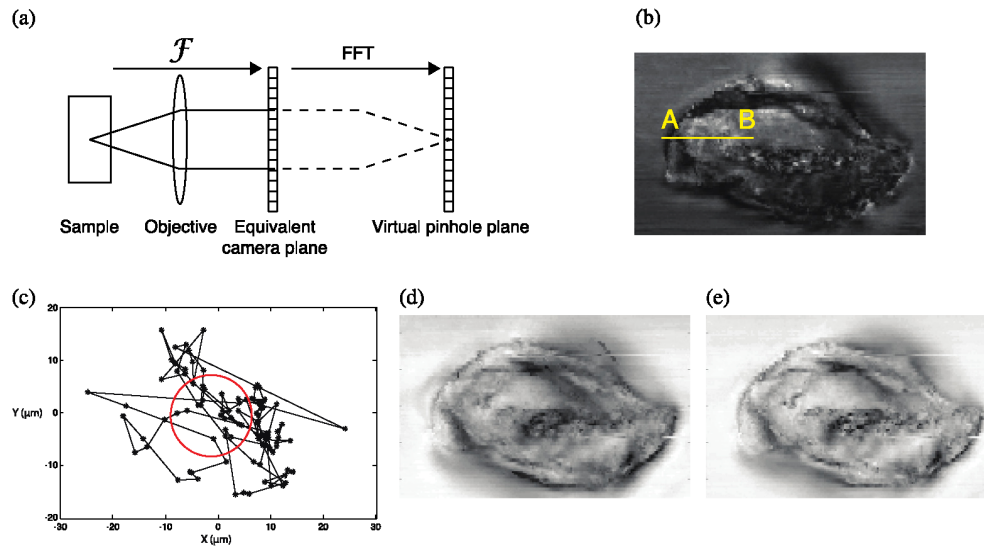 (a)
ℱ
FFT
Sample
Objective
Equivalent
camera plane
Virtual pinhole plane
(b)
A
B
(c)
20
10
Y (μm)
0
-10
-20
-30
-20
-10
0
10
20
30
X (μm)
(d)
(e)